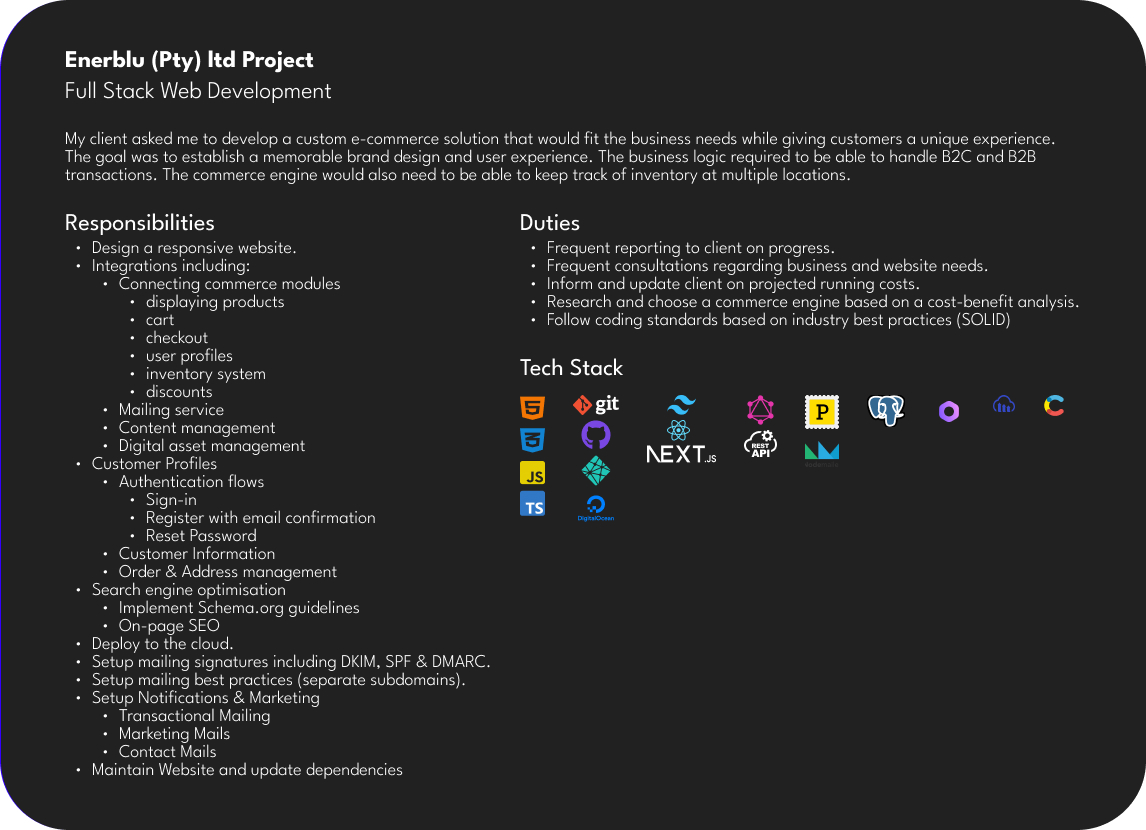 Enerblu (Pty) ltd Project
Full Stack Web Development
My client asked me to develop a custom e-commerce solution that would fit the business needs while giving customers a unique experience.
The goal was to establish a memorable brand design and user experience. The business logic required to be able to handle B2C and B2B
transactions. The commerce engine would also need to be able to keep track of inventory at multiple locations.
Responsibilities
• Design a responsive website.
• Integrations including:
• Connecting commerce modules
• displaying products
• cart
• checkout
• user profiles
• inventory system
• discounts
• Mailing service
• Content management
• Digital asset management
• Customer Profiles
• Authentication flows
• Sign-in
• Register with email confirmation
• Reset Password
• Customer Information
• Order & Address management
• Search engine optimisation
• Implement Schema.org guidelines
• On-page SEO
• Deploy to the cloud.
• Setup mailing signatures including DKIM, SPF & DMARC.
• Setup mailing best practices (separate subdomains).
• Setup Notifications & Marketing
• Transactional Mailing
• Marketing Mails
• Contact Mails
• Maintain Website and update dependencies
Duties
• Frequent reporting to client on progress.
• Frequent consultations regarding business and website needs.
• Inform and update client on projected running costs.
• Research and choose a commerce engine based on a cost-benefit analysis.
• Follow coding standards based on industry best practices (SOLID)
Tech Stack
5
3
JS
TS
git
DigitalOcean
NEXT.JS
REST
API
P